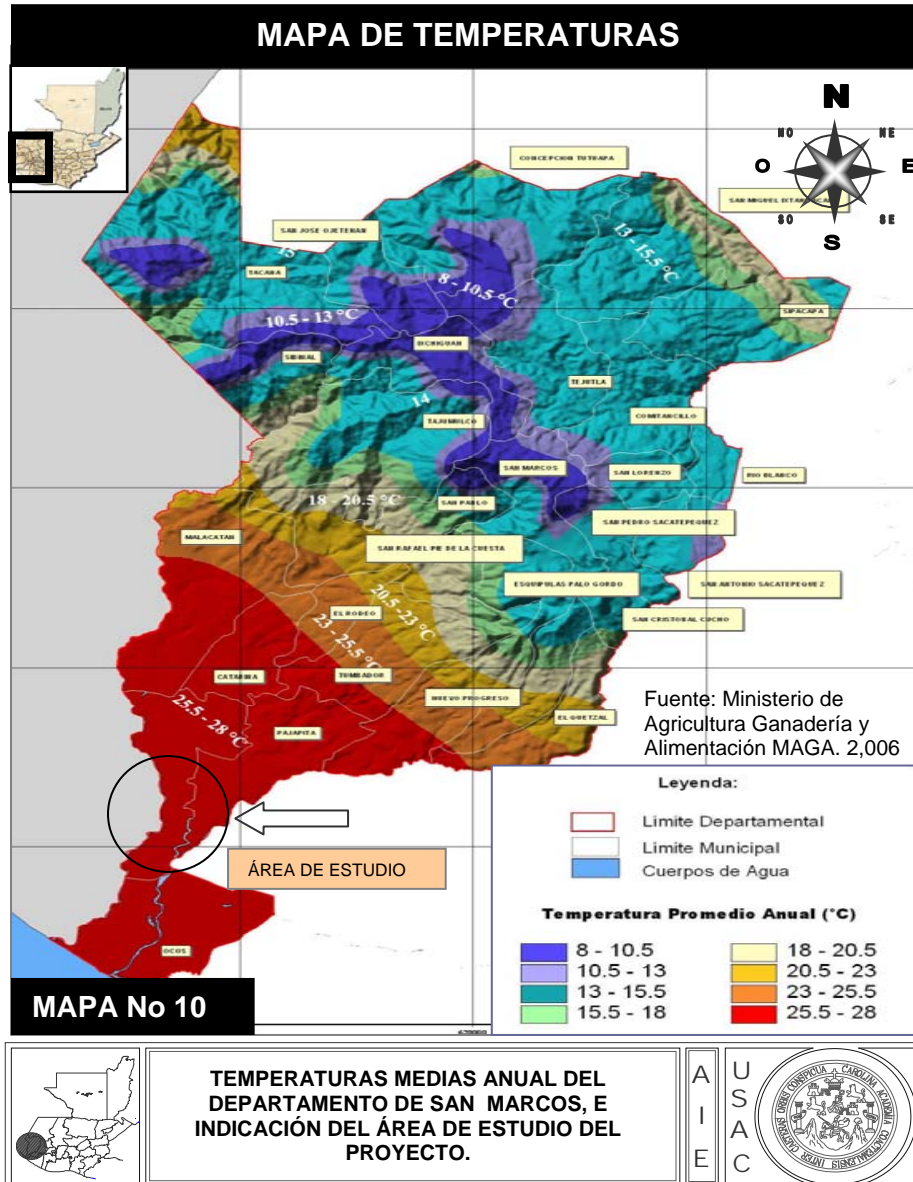 MAPA DE TEMPERATURAS
N
NO
NE
O
E
SO
SE
S
CONCEPCION TUTUAPA
SAN JOSE OJETENAN
15
TACANA
13 - 15.5 °C
8 - 10.5 °C
SIPACAPA
10.5 - 13 °C
IXCHIGUAN
SIBINAL
TEJUTLA
14
TAJUMULCO
COMITANCILLO
SAN MARCOS
SAN LORENZO
RIO BLANCO
18 - 20.5 °C
SAN PABLO
SAN PEDRO SACATEPEQUEZ
MALACATAN
SAN RAFAEL PIE DE LA CUESTA
ESQUIPULAS PALO GORDO
SAN ANTONIO SACATEPEQUEZ
20.5 - 23 °C
EL RODEO
SAN CRISTOBAL CUCHO
23 - 25.5 °C
CATARINA
TUMBADOR
25.5 - 28 °C
NUEVO PROGRESO
EL QUETZAL
PAJAPITA
Fuente: Ministerio de
Agricultura Ganadería y
Alimentación MAGA. 2,006
Leyenda:
Limite Departamental
Limite Municipal
Cuerpos de Agua
ÁREA DE ESTUDIO
Temperatura Promedio Anual (°C)
8 - 10.5
10.5 - 13
13 - 15.5
15.5 - 18
18 - 20.5
20.5 - 23
23 - 25.5
25.5 - 28
OCOS
MAPA No 10
TEMPERATURAS MEDIAS ANUAL DEL
DEPARTAMENTO DE SAN MARCOS, E
INDICACIÓN DEL ÁREA DE ESTUDIO DEL
PROYECTO.
A
I
E
U
S
A
C